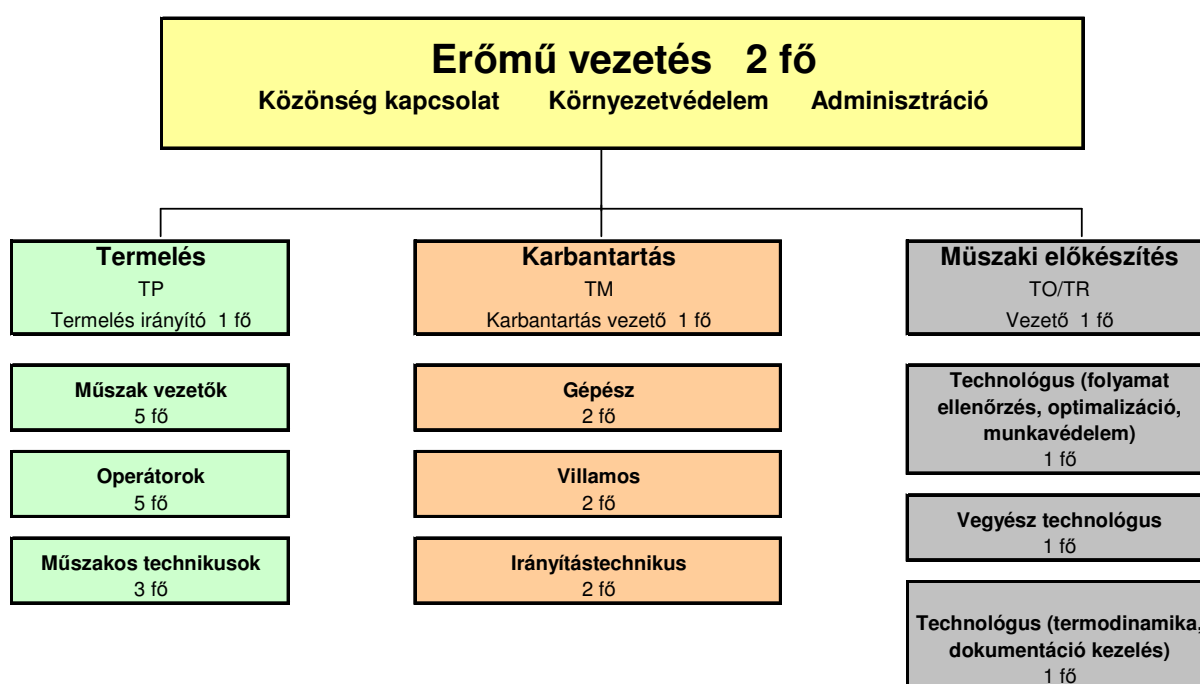 Erőmű vezetés 2 fő
Közönség kapcsolat Környezetvédelem Adminisztráció
Termelés
TP
Termelés irányító 1 fő
Műszak vezetők
5 fő
Operátorok
5 fő
Műszakos technikusok
3 fő
Karbantartás
TM
Karbantartás vezető 1 fő
Gépész
2 fő
Villamos
2 fő
Irányítástechnikus
2 fő
Müszaki előkészítés
TO/TR
Vezető 1 fő
Technológus (folyamat
ellenőrzés, optimalizáció,
munkavédelem)
1 fő
Vegyész technológus
1 fő
Technológus (termodinamika,
dokumentáció kezelés)
1 fő